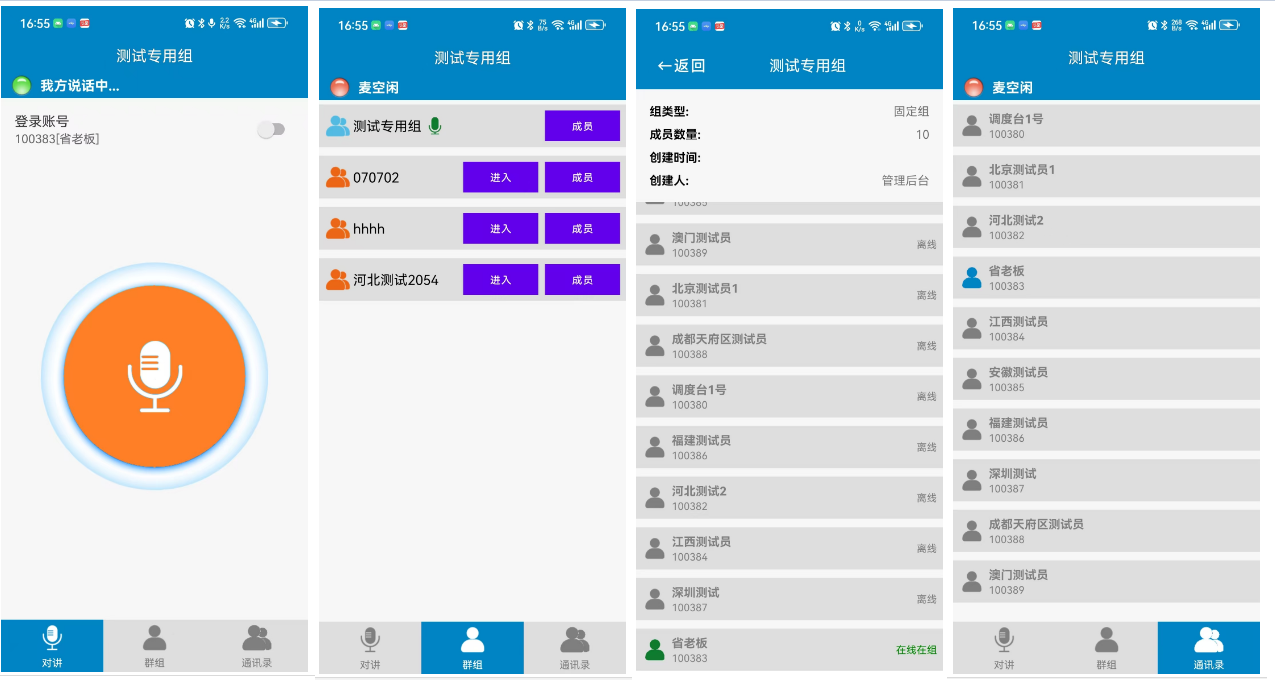 16:55
2.2 K/s 4G
测试专用组
我方说话中...
登录账号
100383[省老板]
对讲
群组
通讯录
16:55
75 B/s 4G
测试专用组
麦空闲
测试专用组
成员
070702
进入
成员
hhhh
进入
成员
河北测试2054
进入
成员
对讲
群组
通讯录
16:55
0 K/s 4G
←返回
测试专用组
组类型:
固定组
成员数量:
10
创建时间:
创建人:
管理后台
100385
澳门测试员
100389
离线
北京测试员1
100381
离线
成都天府区测试员
100388
离线
调度台1号
100380
离线
福建测试员
100386
离线
河北测试2
100382
离线
江西测试员
100384
离线
深圳测试
100387
离线
省老板
100383
在线在组
16:55
268 B/s 4G
测试专用组
麦空闲
调度台1号
100380
北京测试员1
100381
河北测试2
100382
省老板
100383
江西测试员
100384
安徽测试员
100385
福建测试员
100386
深圳测试
100387
成都天府区测试员
100388
澳门测试员
100389
对讲
群组
通讯录